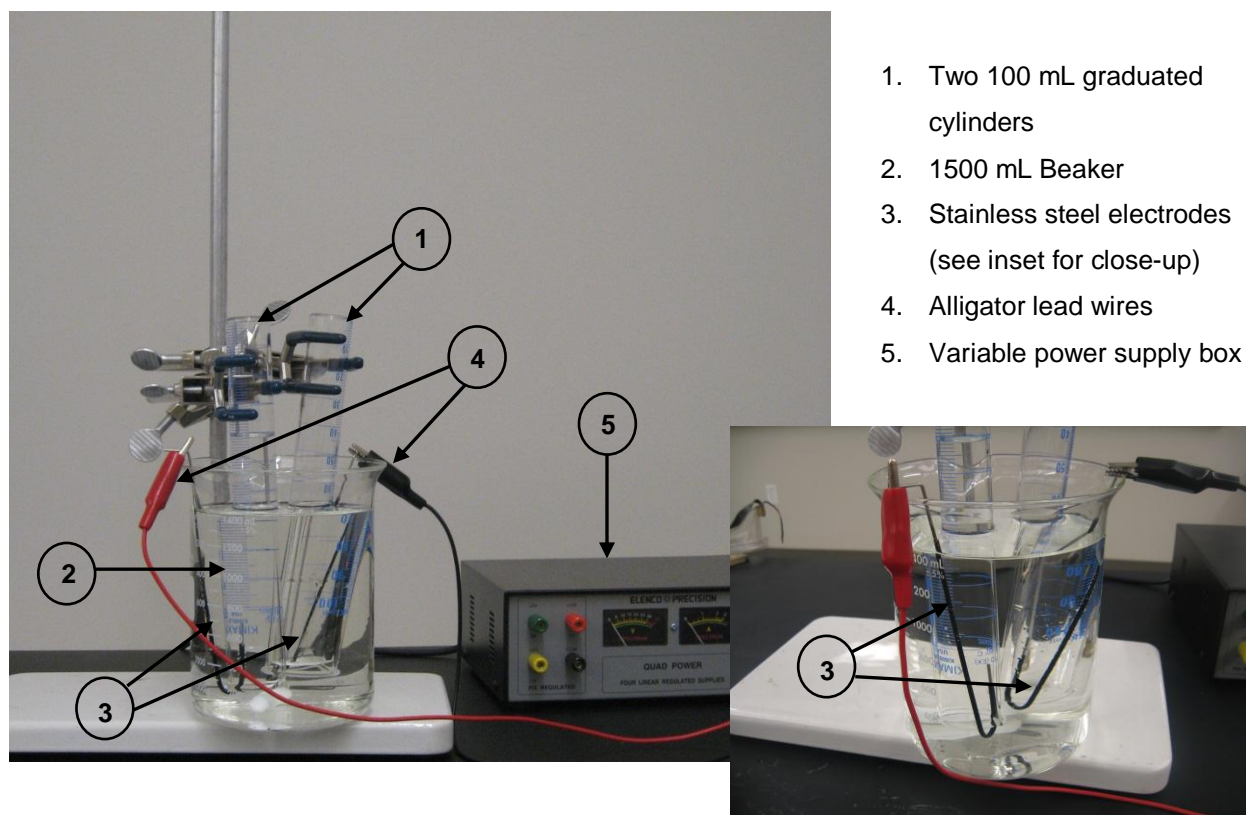 1. Two 100 mL graduated
cylinders
2. 1500 mL Beaker
3. Stainless steel electrodes
(see inset for close-up)
4. Alligator lead wires
5. Variable power supply box
1
4
5
2
3
ELENCO PRECISION
QUAD POWER
FOUR LINEAR REGULATED SUPPLIES
FIX REGULATED
KIMAX
3